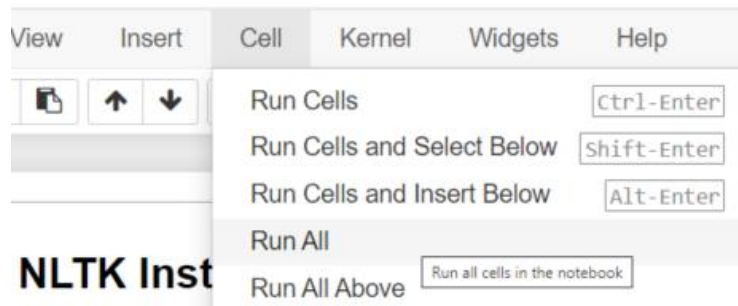 View Insert Cell Kernel Widgets Help
Run Cells Ctrl-Enter
Run Cells and Select Below Shift-Enter
Run Cells and Insert Below Alt-Enter
Run All
NLTK Inst
Run all cells in the notebook
Run All Above